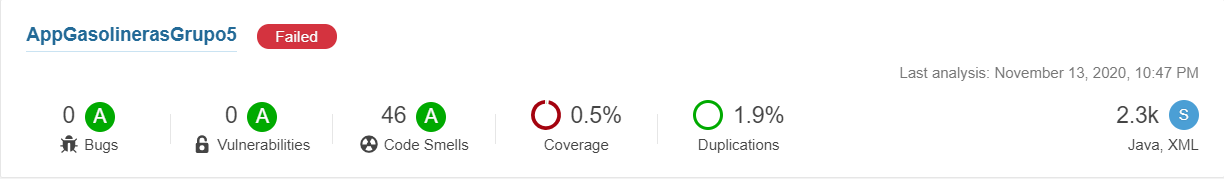 AppGasolinerasGrupo5 Failed
Last analysis: November 13, 2020, 10:47 PM
0 A 0 A 46 A 0.5% 1.9% 2.3k S
Bugs Vulnerabilities Code Smells Coverage Duplications Java, XML